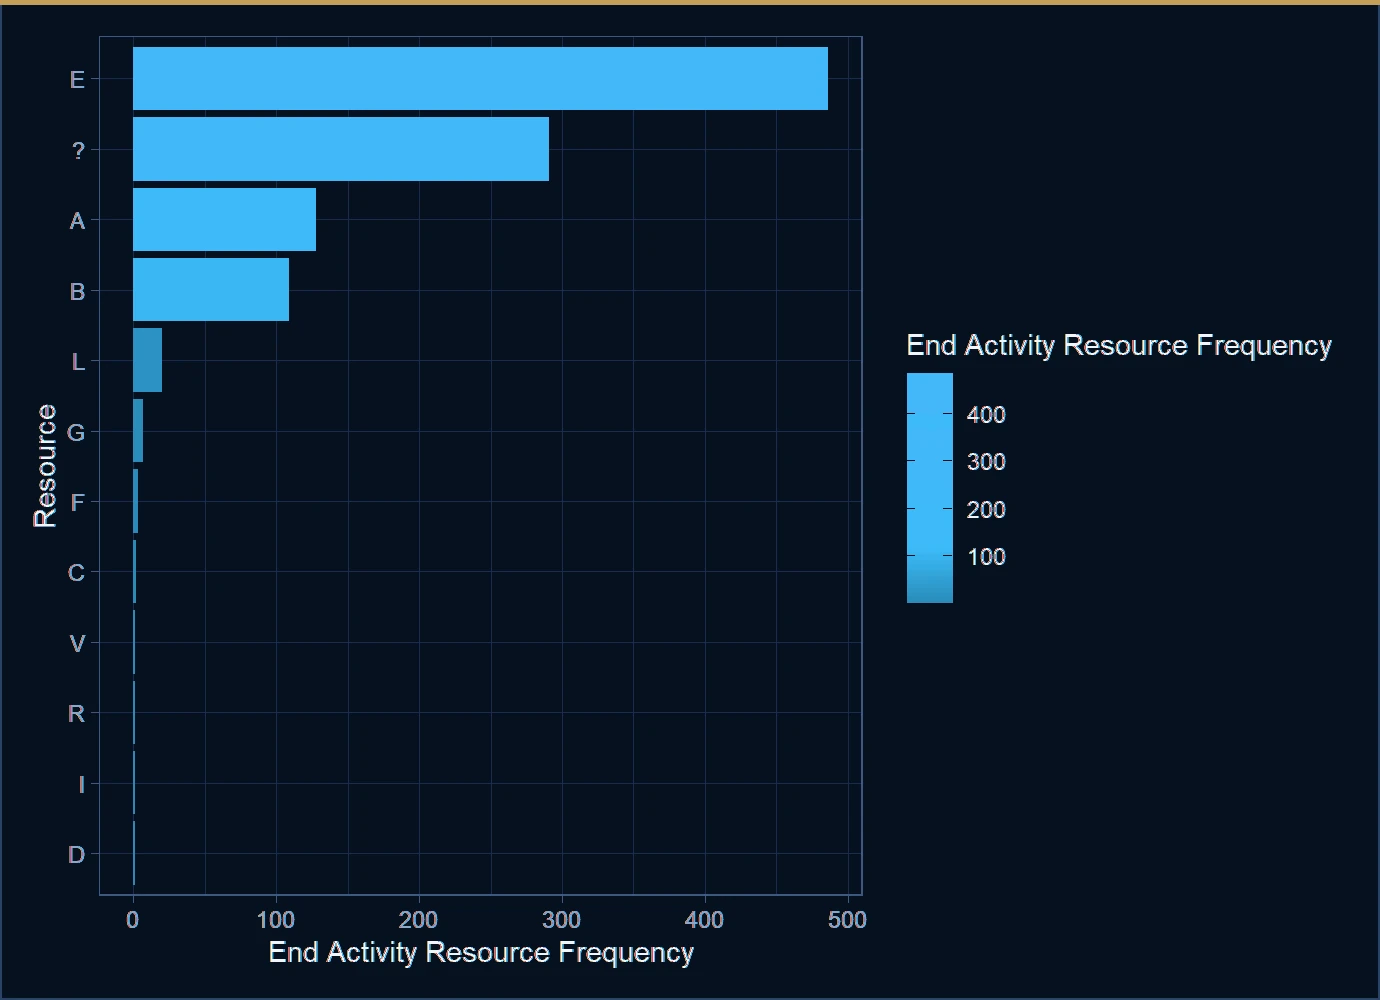 E
?
A
B
L
G
F
C
V
R
I
D
Resource
0 100 200 300 400 500
End Activity Resource Frequency
End Activity Resource Frequency
400
300
200
100